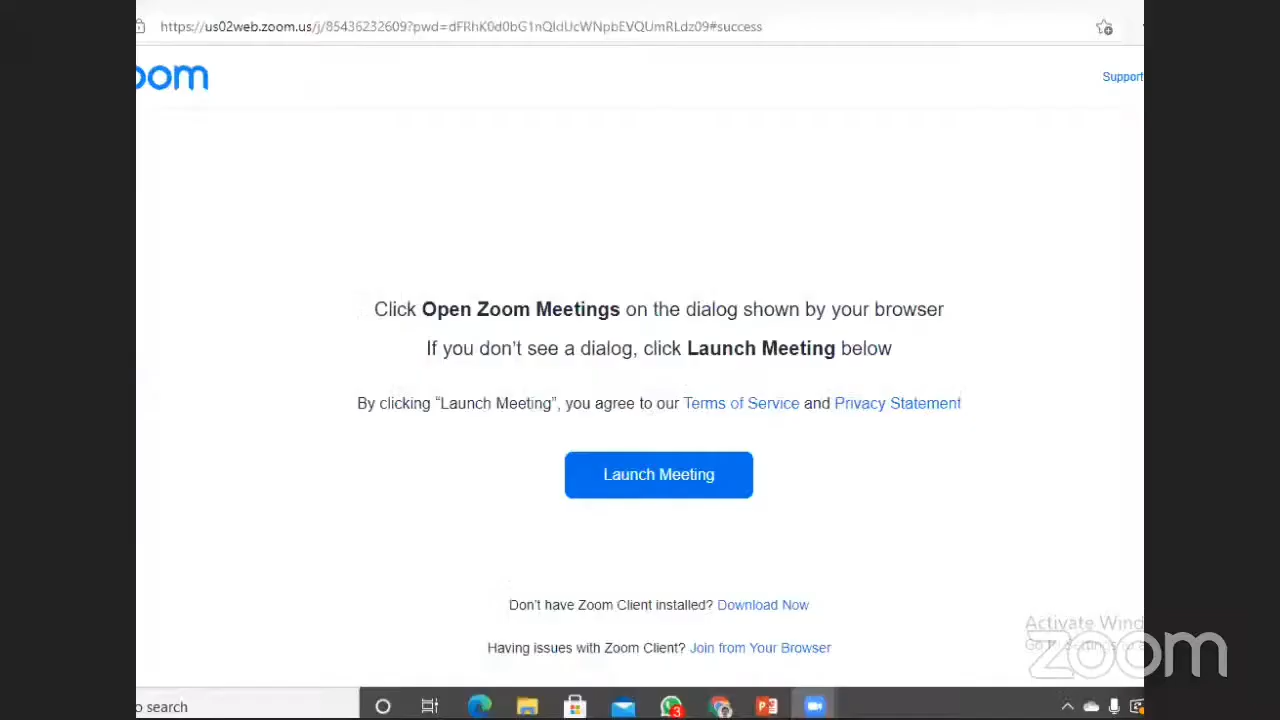 https://us02web.zoom.us/j/85436232609?pwd=dFRhK0d0bG1nQldUcWNpbEVQUmRLdz09#success
oom
Support
Click Open Zoom Meetings on the dialog shown by your browser
If you don't see a dialog, click Launch Meeting below
By clicking “Launch Meeting”, you agree to our Terms of Service and Privacy Statement
Launch Meeting
Don't have Zoom Client installed? Download Now
Having issues with Zoom Client? Join from Your Browser
Activate Wind
zoom
o search
3